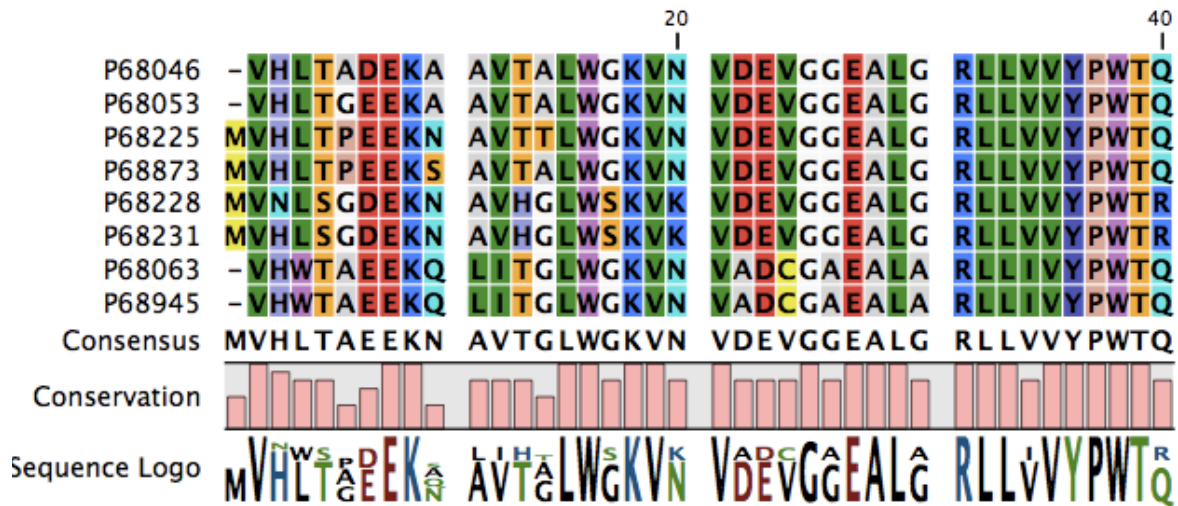 20 40
P68046 -VHLTADEKA AVTALWGKVN VDEVGGEALG RLLVVYPWTQ
P68053 -VHLTGEEKA AVTALWGKVN VDEVGGEALG RLLVVYPWTQ
P68225 MVHLTPEEKN AVTTLWGKVN VDEVGGEALG RLLVVYPWTQ
P68873 MVHLTPEEKS AVTALWGKVN VDEVGGEALG RLLVVYPWTQ
P68228 MVNLSGDEKN AVHGLWSKVK VDEVGGEALG RLLVVYPWTR
P68231 MVHLSGDEKN AVHGLWSKVK VDEVGGEALG RLLVVYPWTR
P68063 -VHWTAEEKQ LITGLWGKVN VADCGAEALA RLLIVYPWTQ
P68945 -VHWTAEEKQ LITGLWGKVN VADCGAEALA RLLIVYPWTQ
Consensus MVHLTAEEKN AVTGLWGKVN VDEVGGEALG RLLVVYPWTQ
Conservation
Sequence Logo